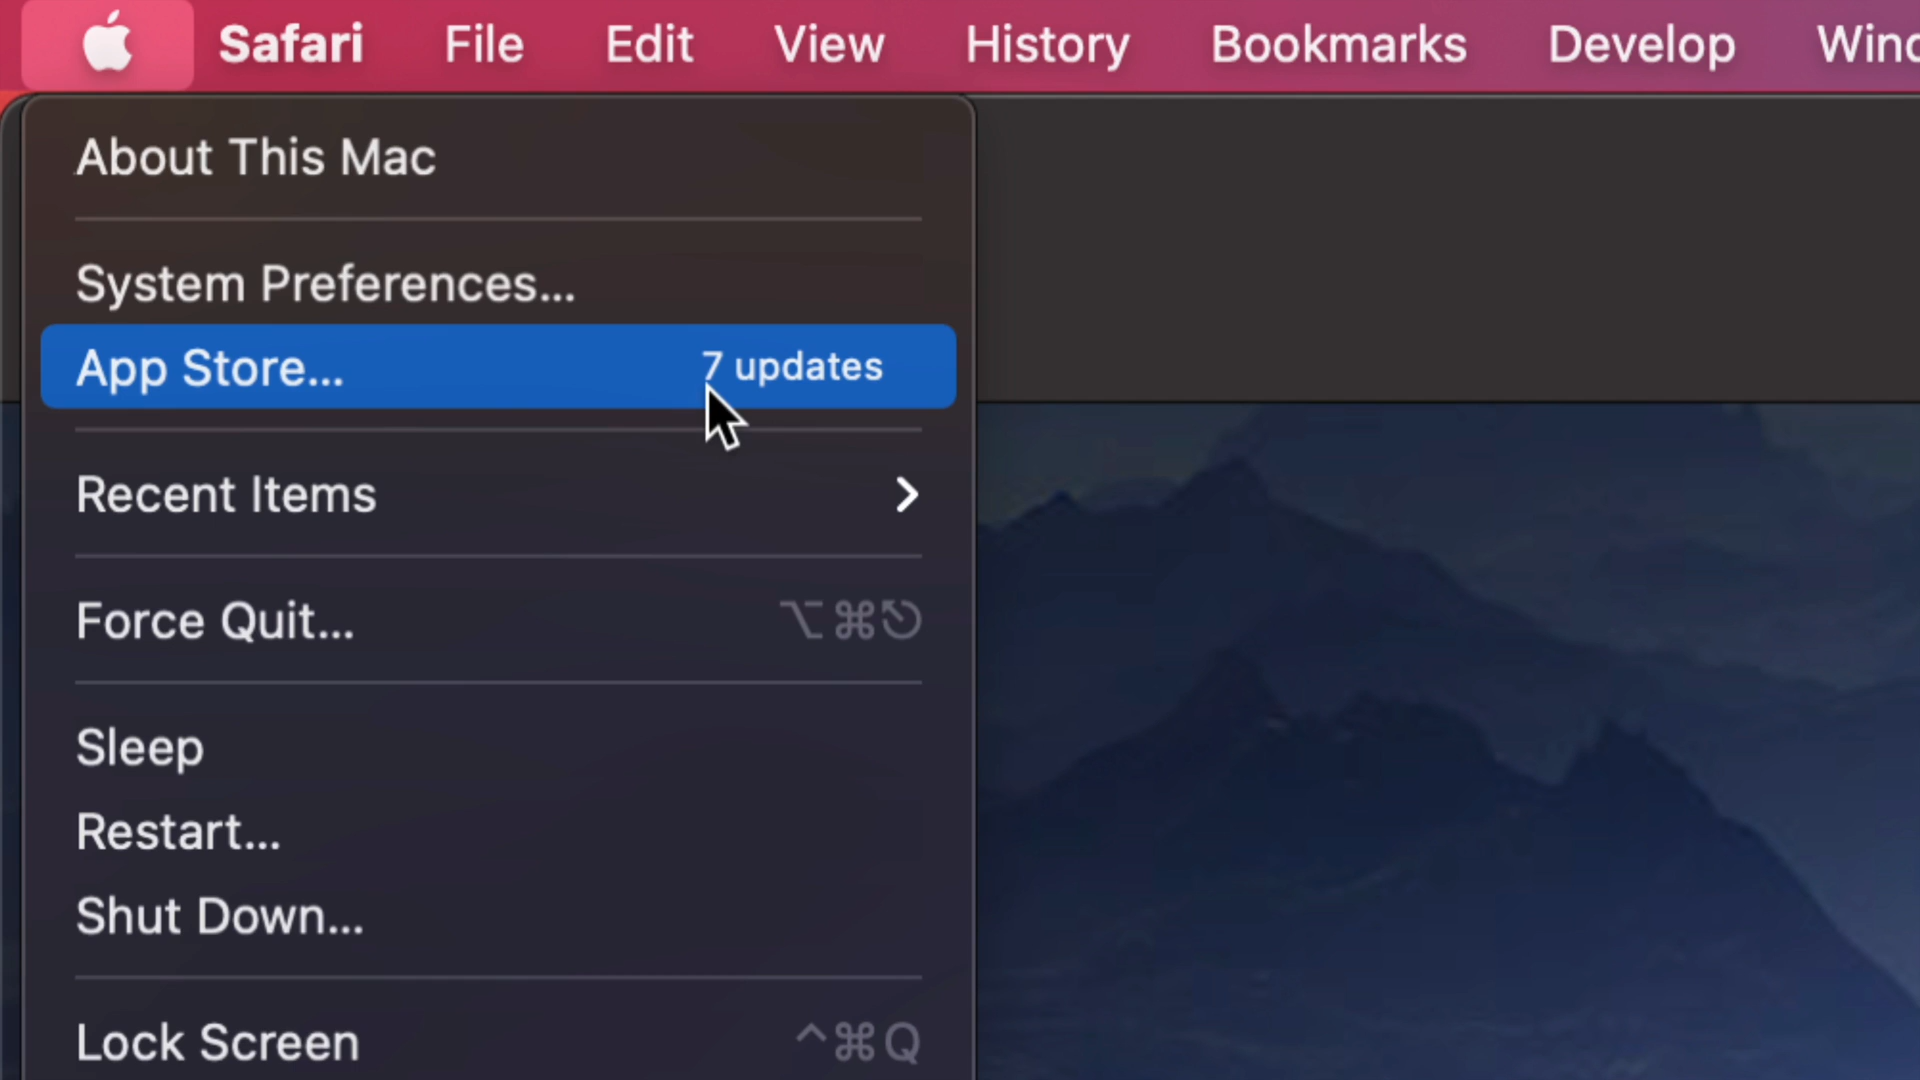 Safari File Edit View History Bookmarks Develop Wind
About This Mac
System Preferences...
App Store... 7 updates
Recent Items
Force Quit... ⌥⌘⎋
Sleep
Restart...
Shut Down...
Lock Screen ^⌘Q